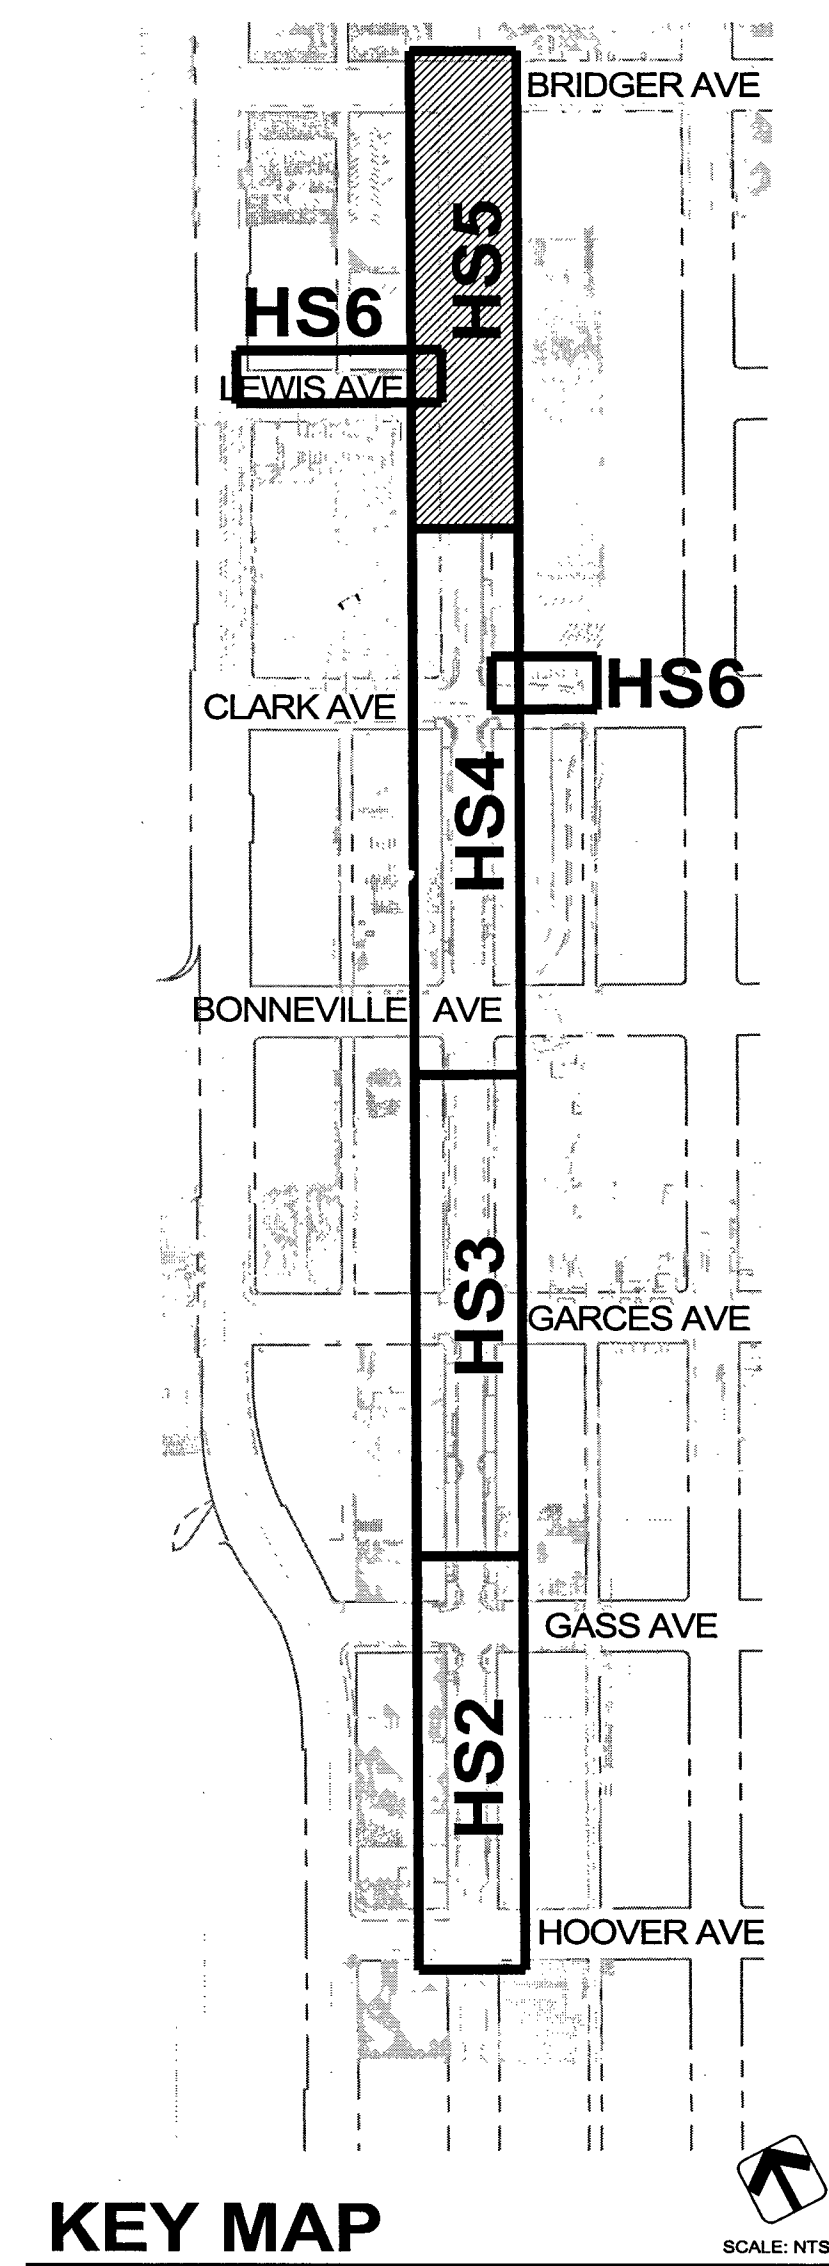 BRIDGER AVE
HS5
HS6
LEWIS AVE
HS6
CLARK AVE
HS4
BONNEVILLE AVE
HS3
GARCES AVE
GASS AVE
HS2
HOOVER AVE
KEY MAP
SCALE: NTS